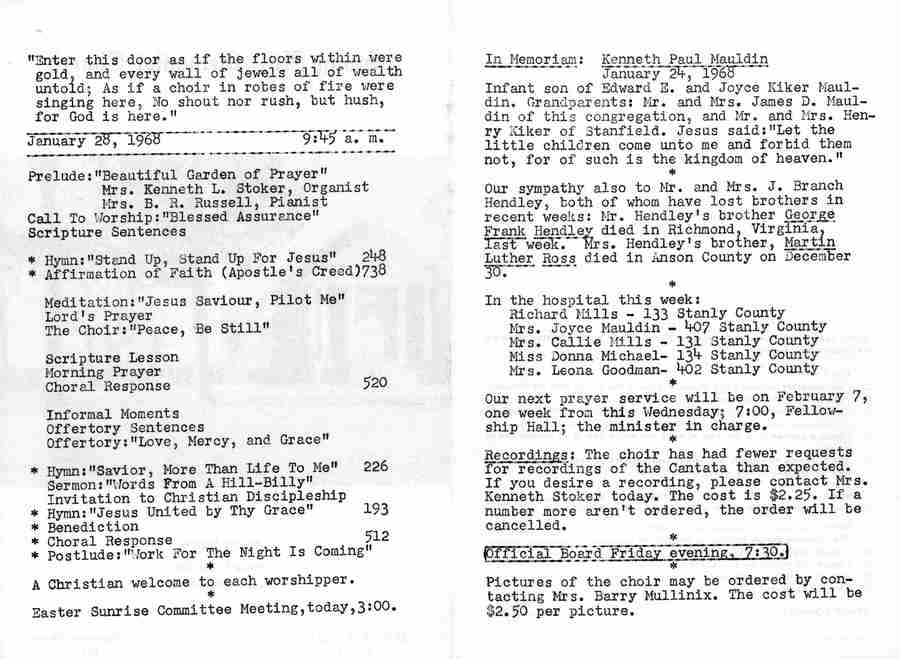 "Enter this door as if the floors within were
gold, and every wall of jewels all of wealth
untold; As if a choir in robes of fire were
singing here, No shout nor rush, but hush,
for God is here."
January 28, 1968 9:45 a. m.
Prelude:"Beautiful Garden of Prayer"
Mrs. Kenneth L. Stoker, Organist
Mrs. B. R. Russell, Pianist
Call To Worship:"Blessed Assurance"
Scripture Sentences
* Hymn:"Stand Up, Stand Up For Jesus" 248
* Affirmation of Faith (Apostle's Creed)738
Meditation:"Jesus Saviour, Pilot Me"
Lord's Prayer
The Choir:"Peace, Be Still"
Scripture Lesson
Morning Prayer
Choral Response 520
Informal Moments
Offertory Sentences
Offertory:"Love, Mercy, and Grace"
* Hymn:"Savior, More Than Life To Me" 226
Sermon:"Words From A Hill-Billy"
Invitation to Christian Discipleship
* Hymn:"Jesus United by Thy Grace" 193
* Benediction
* Choral Response 512
* Postlude:"Work For The Night Is Coming"
*
A Christian welcome to each worshipper.
*
Easter Sunrise Committee Meeting,today,3:00.
In Memoriam: Kenneth Paul Mauldin
January 24, 1968
Infant son of Edward E. and Joyce Kiker Maul-
din. Grandparents: Mr. and Mrs. James D. Maul-
din of this congregation, and Mr. and Mrs. Hen-
ry Kiker of Stanfield. Jesus said:"Let the
little children come unto me and forbid them
not, for of such is the kingdom of heaven."
*
Our sympathy also to Mr. and Mrs. J. Branch
Hendley, both of whom have lost brothers in
recent weeks: Mr. Hendley's brother George
Frank Hendley died in Richmond, Virginia,
last week. Mrs. Hendley's brother, Martin
Luther Ross died in Anson County on December
30.
*
In the hospital this week:
Richard Mills - 133 Stanly County
Mrs. Joyce Mauldin - 407 Stanly County
Mrs. Callie Mills - 131 Stanly County
Miss Donna Michael- 134 Stanly County
Mrs. Leona Goodman- 402 Stanly County
*
Our next prayer service will be on February 7,
one week from this Wednesday; 7:00, Fellow-
ship Hall; the minister in charge.
*
Recordings: The choir has had fewer requests
for recordings of the Cantata than expected.
If you desire a recording, please contact Mrs.
Kenneth Stoker today. The cost is $2.25. If a
number more aren't ordered, the order will be
cancelled.
*
Official Board Friday evening, 7:30.
*
Pictures of the choir may be ordered by con-
tacting Mrs. Barry Mullinix. The cost will be
$2.50 per picture.